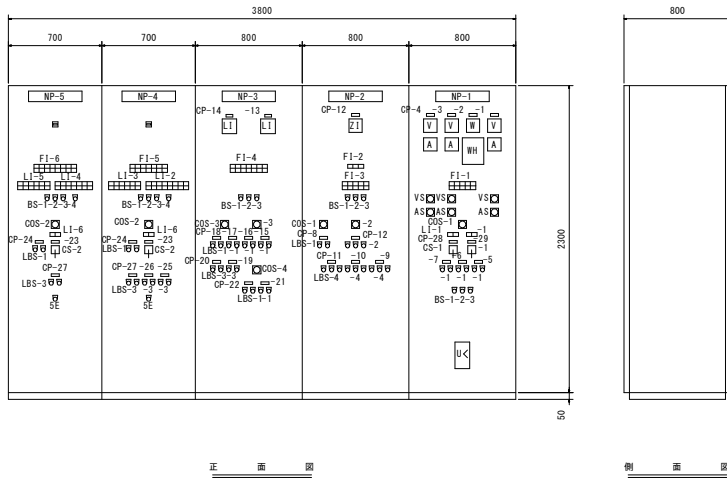 3800
800
700 700 800 800 800
NP-5 NP-4 NP-3 NP-2 NP-1
CP-14 -13 CP-12 CP-4 -3 -2 -1
LI LI ZI V V W V
A A WH A
FI-6 FI-5 FI-4 FI-2
LI-5 LI-4 LI-3 LI-2 FI-3 FI-1
BS-1-2-3-4 BS-1-2-3-4 BS-1-2-3 BS-1-2-3 VS VS VS
AS AS AS
COS-2 COS-2 COS-3 -3 COS-1 -2 COS-1
LI-6 LI-6 CP-18-17-16-15 CP-8 CP-12 LI-1 -1
CP-24 -23 CP-24 -23 CP-28 -29
LBS-1 CS-2 LBS-1 CS-2 LBS-1-1-1-1 LBS-1 -2 CS-1 -1
CP-27 CP-27 -26 -25 CP-20 -19 COS-4 CP-11 -10 -9 -7 -6 -5
LBS-3 LBS-3 -3 -3 LBS-3-3 LBS-4 -4 -4 -1 -1 -1
CP-22 -21
5E 5E LBS-1-1 BS-1-2-3
U<
2300
50
正面図
側面図